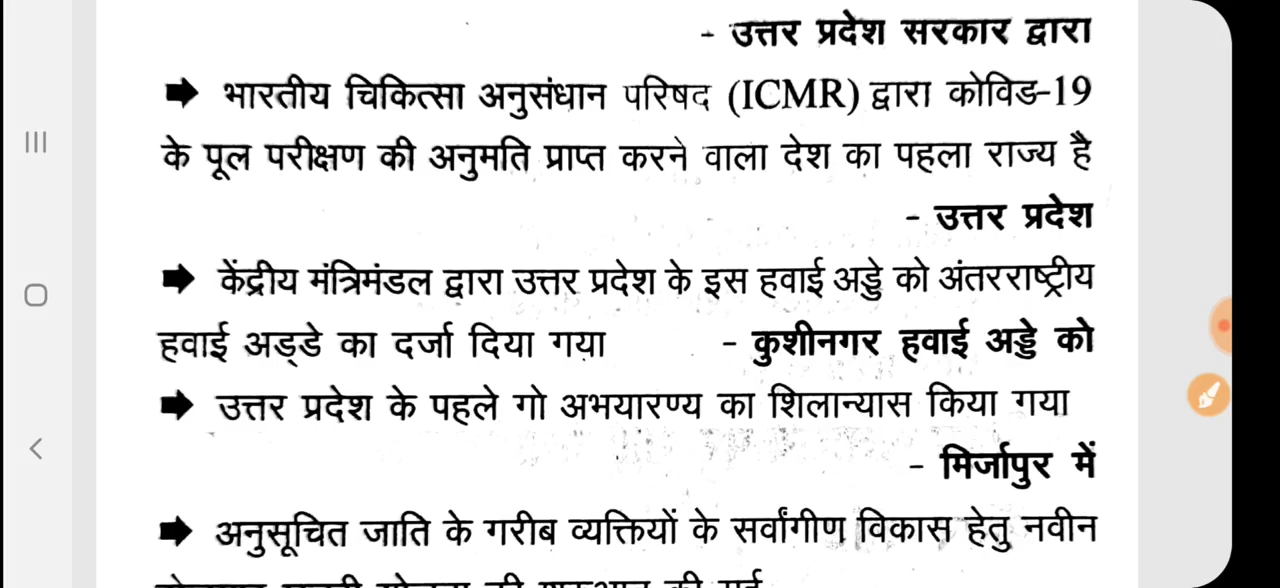 - उत्तर प्रदेश सरकार द्वारा
➡ भारतीय चिकित्सा अनुसंधान परिषद (ICMR) द्वारा कोविड-19
के पूल परीक्षण की अनुमति प्राप्त करने वाला देश का पहला राज्य है
- उत्तर प्रदेश
➡ केंद्रीय मंत्रिमंडल द्वारा उत्तर प्रदेश के इस हवाई अड्डे को अंतरराष्ट्रीय
हवाई अड्डे का दर्जा दिया गया - कुशीनगर हवाई अड्डे को
➡ उत्तर प्रदेश के पहले गो अभयारण्य का शिलान्यास किया गया
- मिर्जापुर में
➡ अनुसूचित जाति के गरीब व्यक्तियों के सर्वांगीण विकास हेतु नवीन